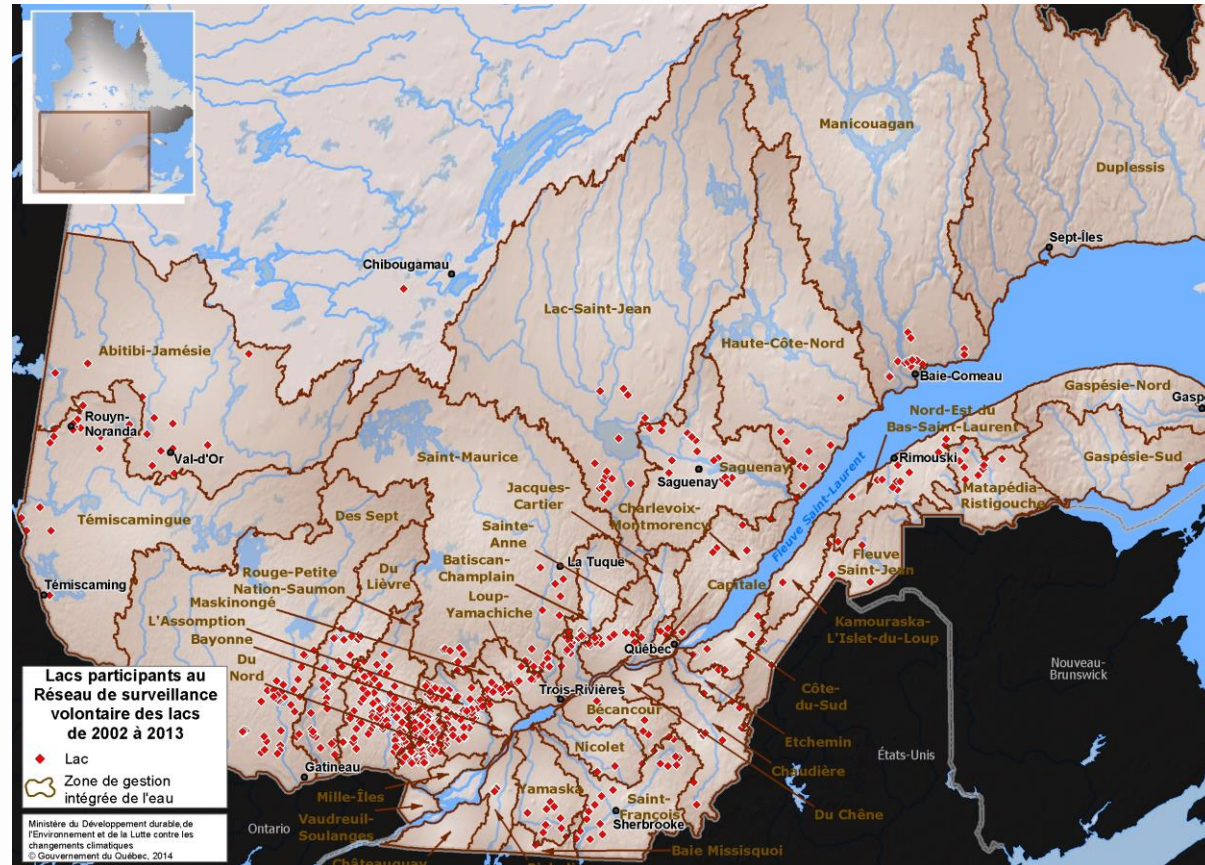 Manicouagan
Duplessis
Sept-Îles
Chibougamau
Lac-Saint-Jean
Abitibi-Jamésie
Haute-Côte-Nord
Baie-Comeau
Gaspésie-Nord
Nord-Est du
Bas-Saint-Laurent
Rouyn-
Noranda
Val-d'Or
Saint-Maurice
Rimouski
Gaspésie-Sud
Saguenay
Saguenay
Matapédia-
Ristigouche
Jacques-
Cartier
Charlevoix-
Montmorency
Fleuve Saint-Laurent
Témiscamingue
Des Sept
Sainte-
Anne
Fleuve
Saint-Jean
La Tuque
Du
Lièvre
Batiscan-
Champlain
Capitale
Témiscaming
Rouge-Petite
Nation-Saumon
Maskinongé
Loup-
Yamachiche
L'Assomption
Bayonne
Kamouraska-
L'Islet-du-Loup
Québec
Du
Nord
Nouveau-
Brunswick
Trois-Rivières
Côte-
du-Sud
Bécancour
Etchemin
Nicolet
États-Unis
Chaudière
Gatineau
Mille-Îles
Yamaska
Saint-
François
Du Chêne
Vaudreuil-
Soulanges
Sherbrooke
Ontario
Baie Missisquoi
Lacs participants au
Réseau de surveillance
volontaire des lacs
de 2002 à 2013
Lac
Zone de gestion
intégrée de l'eau
Ministère du Développement durable,de
l'Environnement et de la Lutte contre les
changements climatiques
© Gouvernement du Québec, 2014